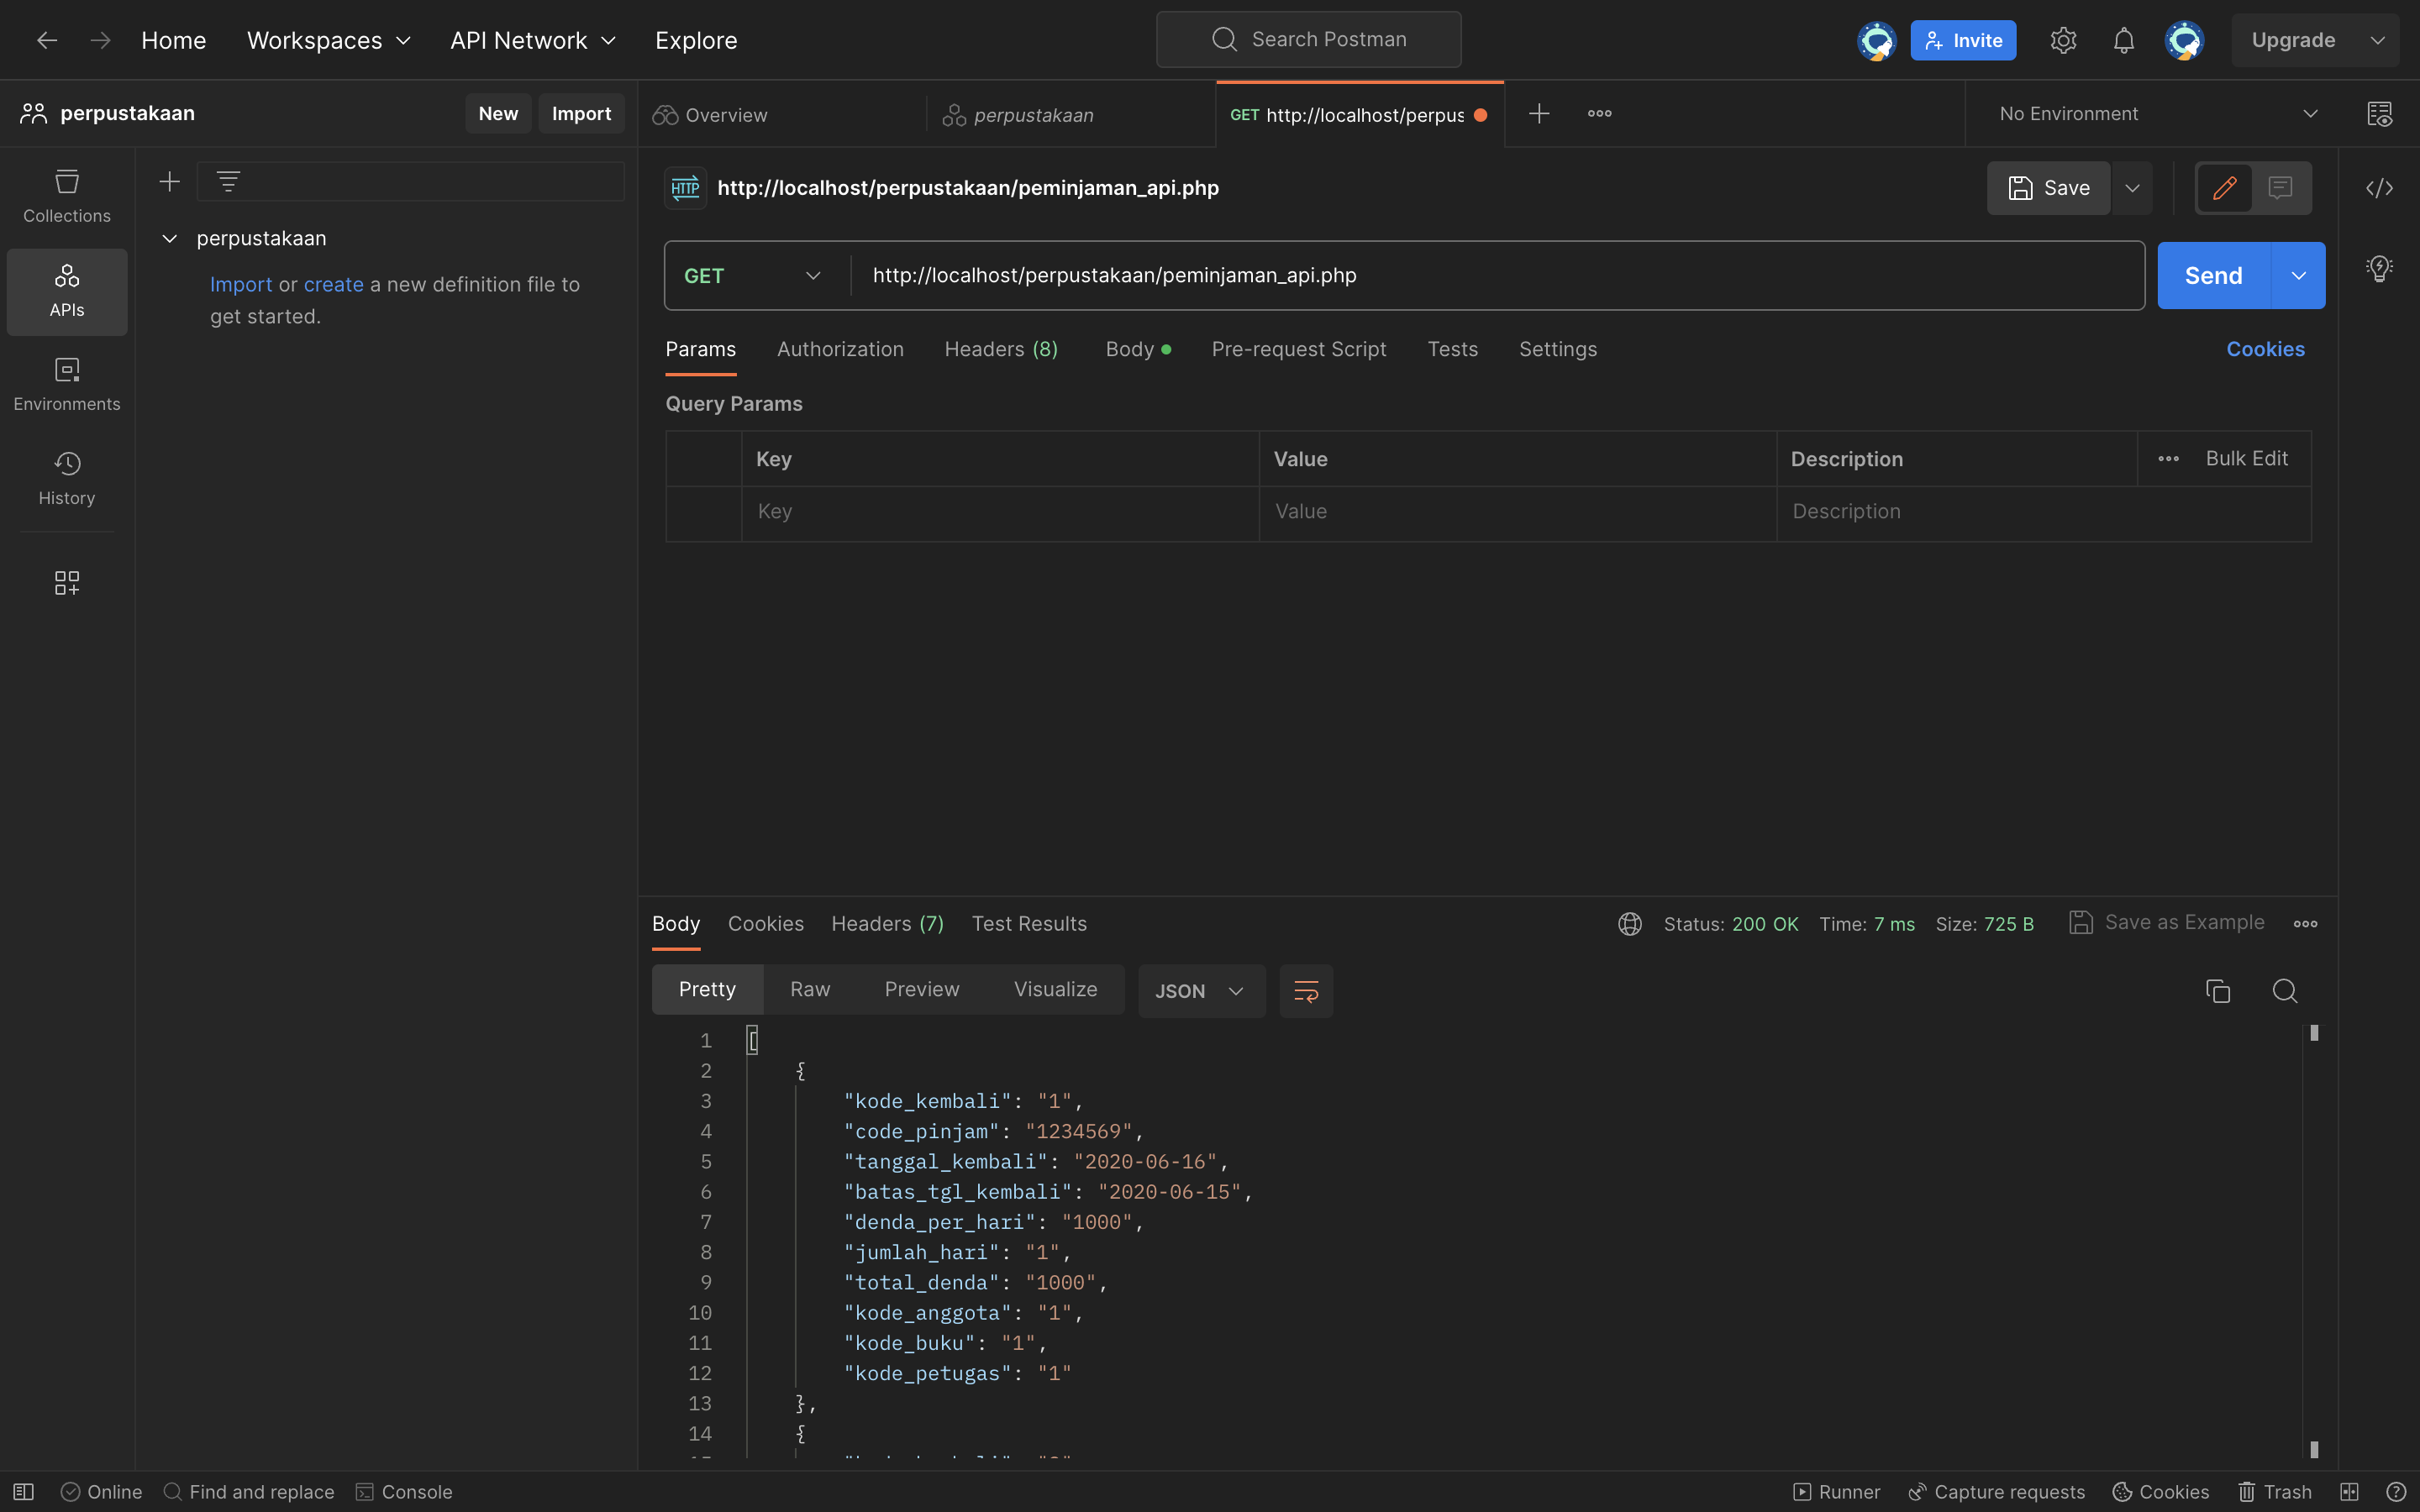 Home Workspaces API Network Explore Search Postman Invite Upgrade
perpustakaan New Import Overview perpustakaan GET http://localhost/perpus No Environment
Collections
APIs
Environments
History
perpustakaan
Import or create a new definition file to
get started.
HTTP http://localhost/perpustakaan/peminjaman_api.php Save
GET http://localhost/perpustakaan/peminjaman_api.php Send
Params Authorization Headers (8) Body Pre-request Script Tests Settings Cookies
Query Params
Key Value Description Bulk Edit
Key Value Description
Body Cookies Headers (7) Test Results Status: 200 OK Time: 7 ms Size: 725 B Save as Example
Pretty Raw Preview Visualize JSON
1 [
2 {
3 "kode_kembali": "1",
4 "code_pinjam": "1234569",
5 "tanggal_kembali": "2020-06-16",
6 "batas_tgl_kembali": "2020-06-15",
7 "denda_per_hari": "1000",
8 "jumlah_hari": "1",
9 "total_denda": "1000",
10 "kode_anggota": "1",
11 "kode_buku": "1",
12 "kode_petugas": "1"
13 },
14 {
Online Find and replace Console Runner Capture requests Cookies Trash